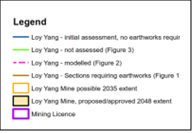 Legend
Loy Yang - initial assessment, no earthworks requir
Loy Yang - not assessed (Figure 3)
Loy Yang - modelled (Figure 2)
Loy Yang - Sections requiring earthworks (Figure 1
Loy Yang Mine possible 2035 extent
Loy Yang Mine, proposed/approved 2048 extent
Mining Licence